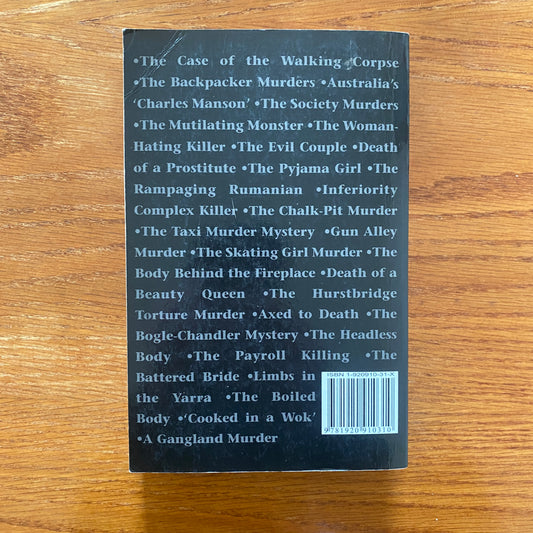 •The Case of the Walking Corpse
•The Backpacker Murders •Australia's
'Charles Manson' •The Society Murders
•The Mutilating Monster •The Woman-
Hating Killer •The Evil Couple •Death
of a Prostitute •The Pyjama Girl •The
Rampaging Rumanian •Inferiority
Complex Killer •The Chalk-Pit Murder
•The Taxi Murder Mystery •Gun Alley
Murder •The Skating Girl Murder •The
Body Behind the Fireplace •Death of a
Beauty Queen •The Hurstbridge
Torture Murder •Axed to Death •The
Bogle-Chandler Mystery •The Headless
Body •The Payroll Killing •The
Battered Bride •Limbs in
the Yarra •The Boiled
Body •'Cooked in a Wok'
•A Gangland Murder
ISBN 1-920910-31-X
9 781920 910310